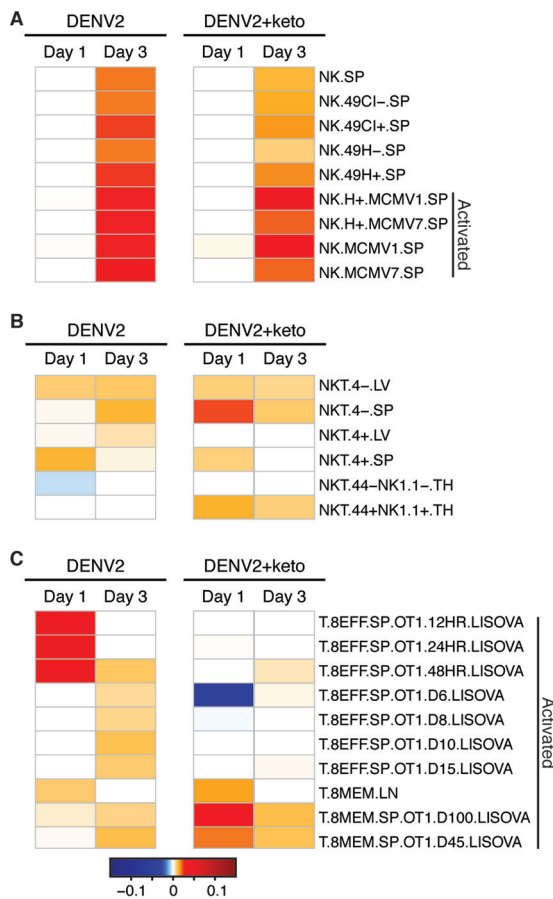 A
DENV2 DENV2+keto
Day 1 Day 3 Day 1 Day 3
NK.SP
NK.49CI−.SP
NK.49CI+.SP
NK.49H−.SP
NK.49H+.SP
NK.H+.MCMV1.SP
NK.H+.MCMV7.SP
NK.MCMV1.SP
NK.MCMV7.SP
Activated
B
DENV2 DENV2+keto
Day 1 Day 3 Day 1 Day 3
NKT.4−.LV
NKT.4−.SP
NKT.4+.LV
NKT.4+.SP
NKT.44−NK1.1−.TH
NKT.44+NK1.1+.TH
C
DENV2 DENV2+keto
Day 1 Day 3 Day 1 Day 3
T.8EFF.SP.OT1.12HR.LISOVA
T.8EFF.SP.OT1.24HR.LISOVA
T.8EFF.SP.OT1.48HR.LISOVA
T.8EFF.SP.OT1.D6.LISOVA
T.8EFF.SP.OT1.D8.LISOVA
T.8EFF.SP.OT1.D10.LISOVA
T.8EFF.SP.OT1.D15.LISOVA
T.8MEM.LN
T.8MEM.SP.OT1.D100.LISOVA
T.8MEM.SP.OT1.D45.LISOVA
Activated
−0.1 0 0.1